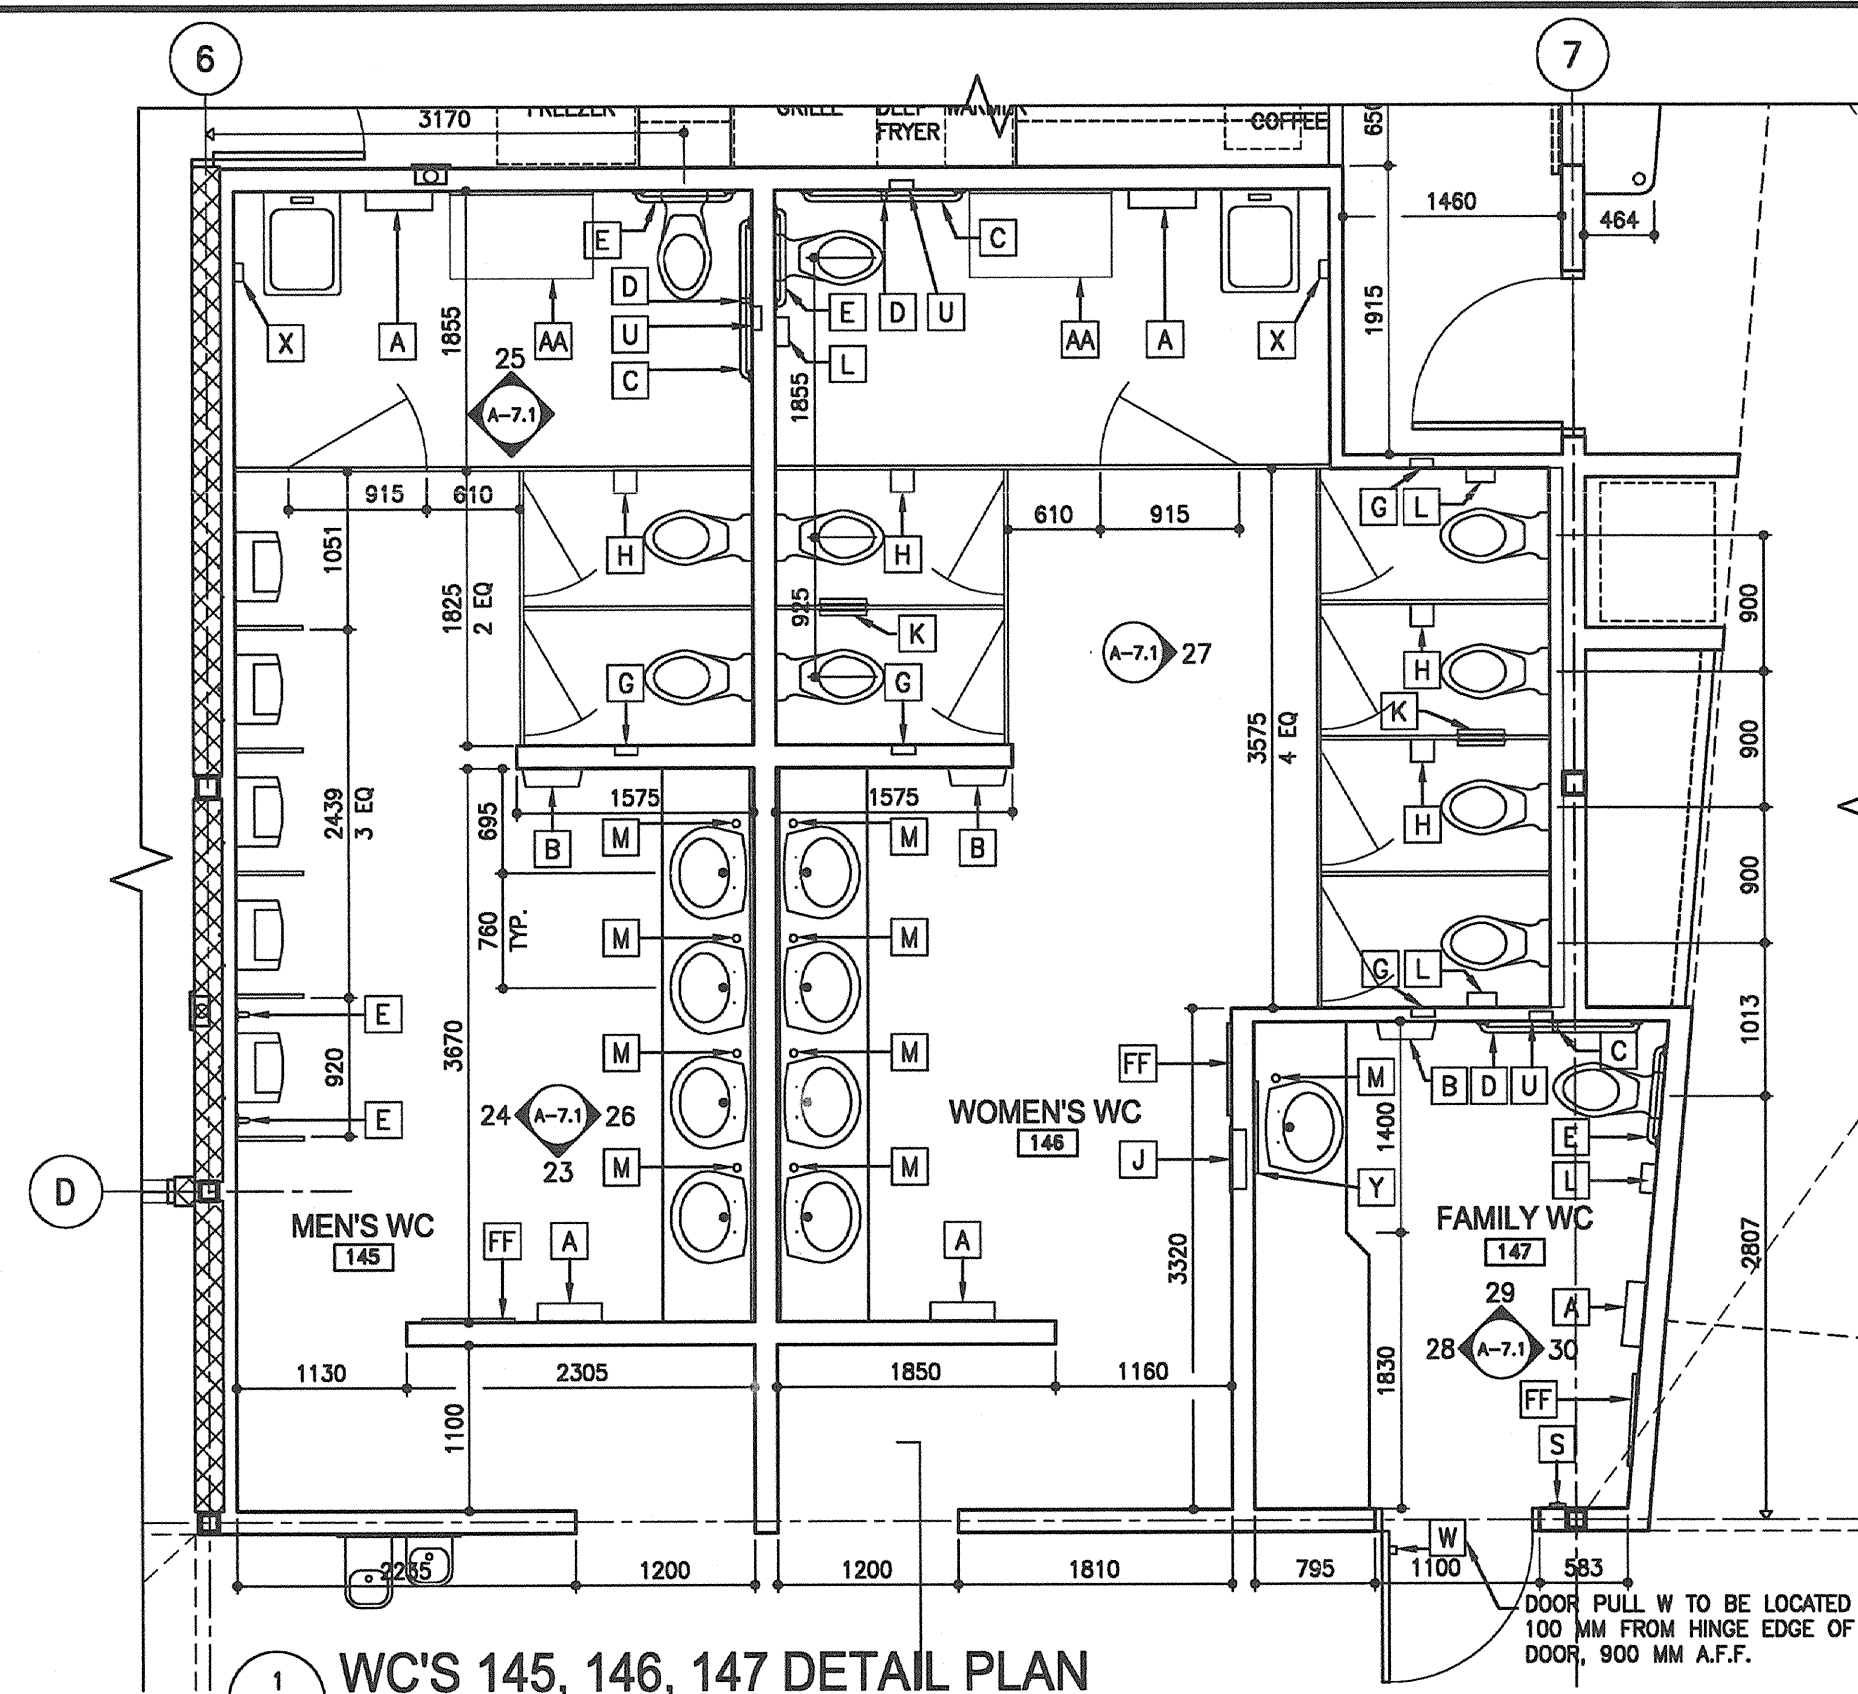 6
7
3170
FREEZER
GRILLE
DEEP
FRYER
WARMER
COFFEE
650
1460
464
E
C
D
U
C
E
D
U
L
X
A
AA
AA
A
X
1855
25
A-7.1
1855
1915
915
610
610
915
G
L
1051
1825
2 EQ
H
H
925
K
G
G
A-7.1
27
H
K
H
900
900
900
3575
4 EQ
2439
3 EQ
695
1575
1575
B
B
M
M
760
TYP.
M
M
G
L
E
920
3670
M
M
FF
M
B
D
U
C
1013
1400
E
24
A-7.1
26
23
WOMEN'S WC
146
J
E
M
M
Y
L
MEN'S WC
145
FF
A
A
D
3320
FAMILY WC
147
2807
29
28
A-7.1
30
A
1130
2305
1850
1160
1830
FF
1100
S
W
2235
1200
1200
1810
795
1100
583
DOOR PULL W TO BE LOCATED
100 MM FROM HINGE EDGE OF
DOOR, 900 MM A.F.F.
1
WC'S 145, 146, 147 DETAIL PLAN